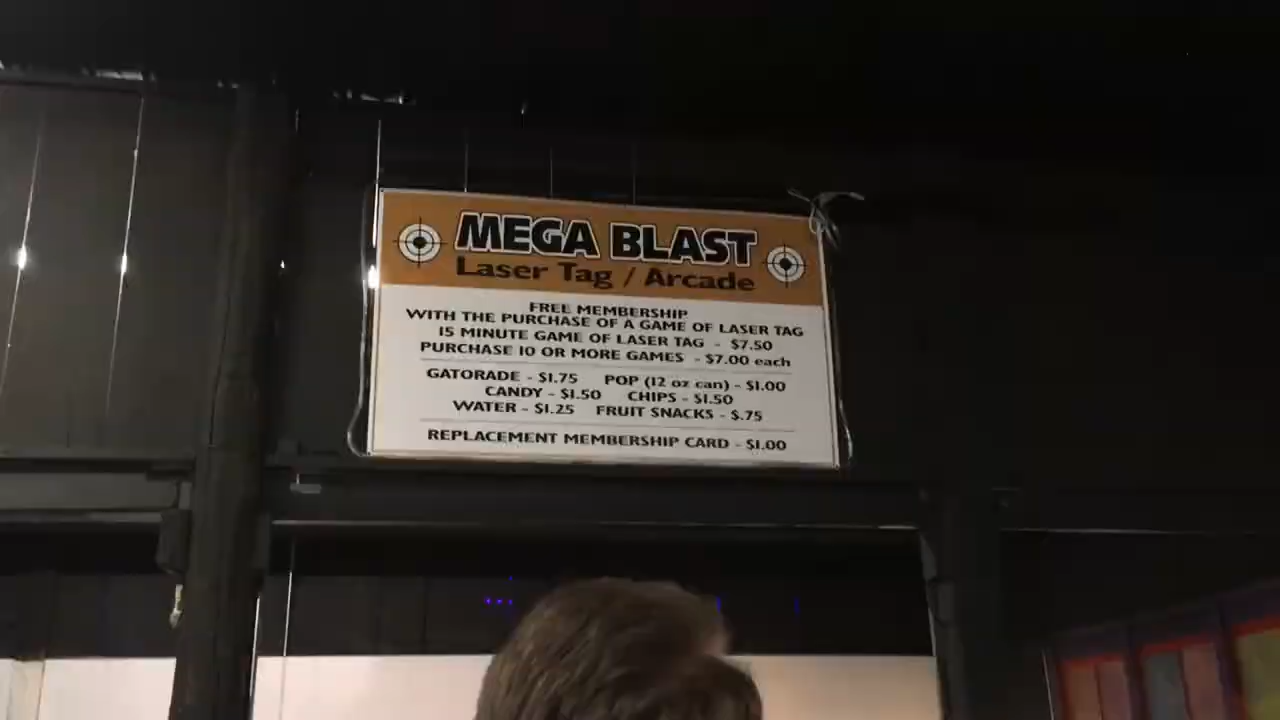 MEGA BLAST
Laser Tag / Arcade
FREE MEMBERSHIP
WITH THE PURCHASE OF A GAME OF LASER TAG
15 MINUTE GAME OF LASER TAG - $7.50
PURCHASE 10 OR MORE GAMES - $7.00 each
GATORADE - $1.75 POP (12 oz can) - $1.00
CANDY - $1.50 CHIPS - $1.50
WATER - $1.25 FRUIT SNACKS - $.75
REPLACEMENT MEMBERSHIP CARD - $1.00